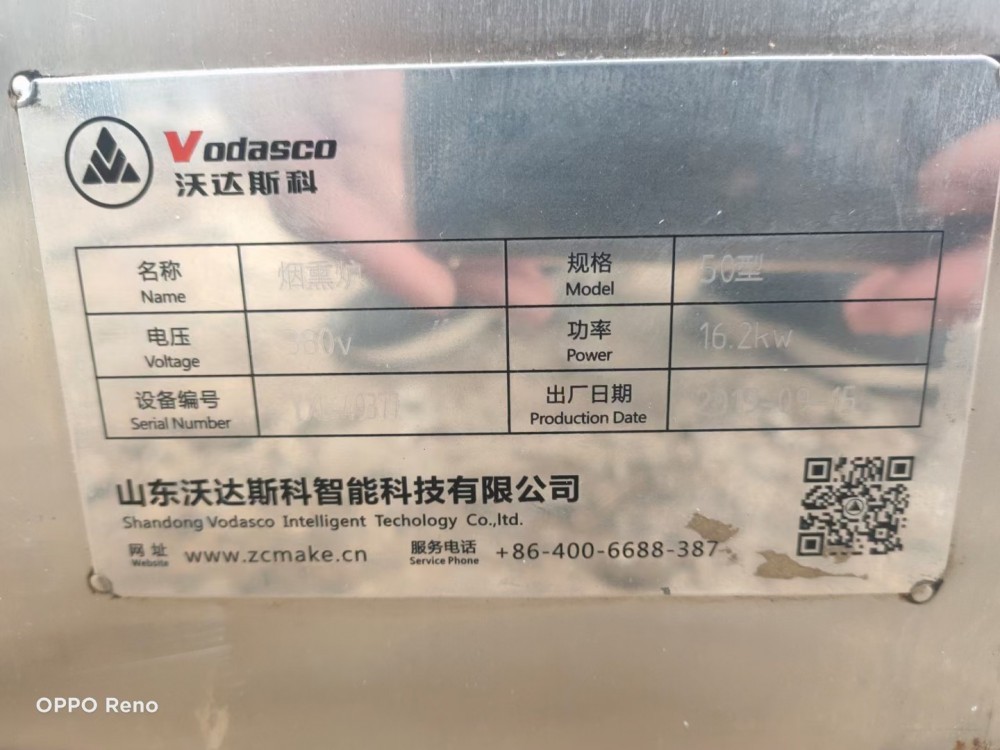 Vodasco
沃达斯科
名称 烟熏炉 规格 50型
Name Model
电压 380v 功率 16.2kw
Voltage Power
设备编号 出厂日期
Serial Number Production Date
山东沃达斯科智能科技有限公司
Shandong Vodasco Intelligent Techology Co.,ltd.
网址 www.zcmake.cn 服务电话 +86-400-6688-387
Website Service Phone
OPPO Reno